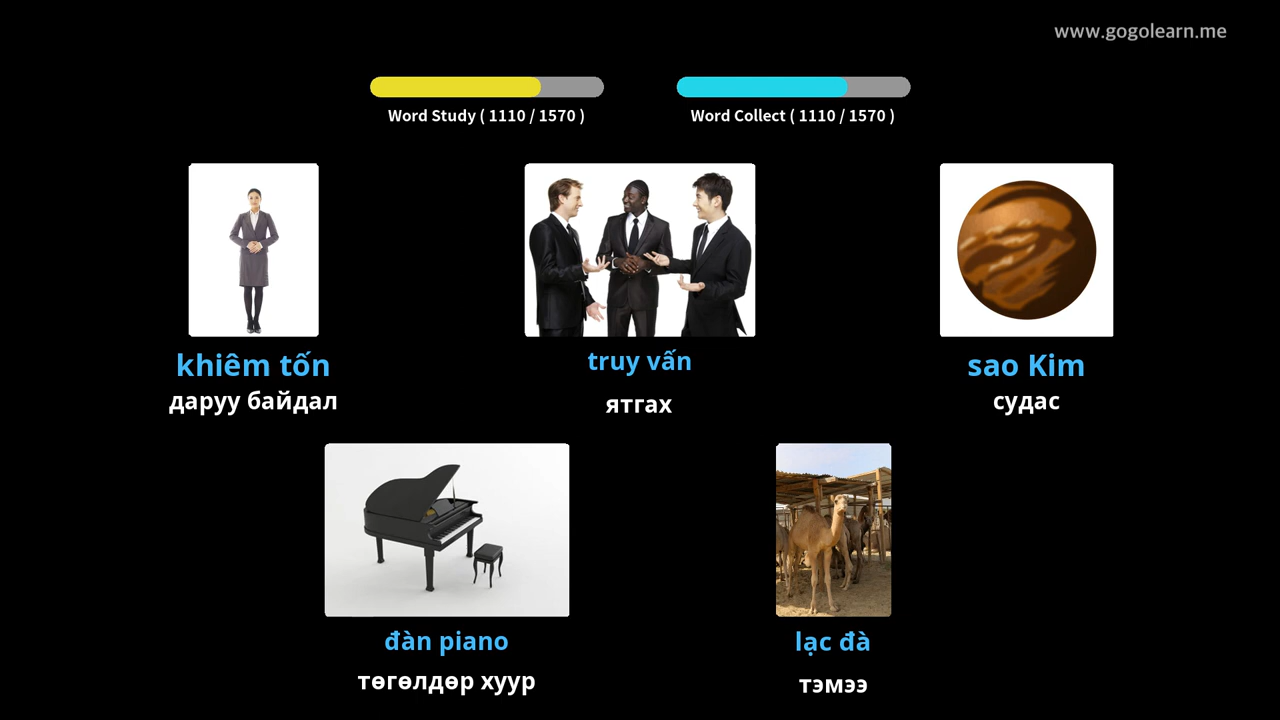 www.gogolearn.me
Word Study ( 1110 / 1570 )
Word Collect ( 1110 / 1570 )
khiêm tốn
даруу байдал
truy vấn
ятгах
sao Kim
судас
đàn piano
төгөлдөр хуур
lạc đà
тэмээ